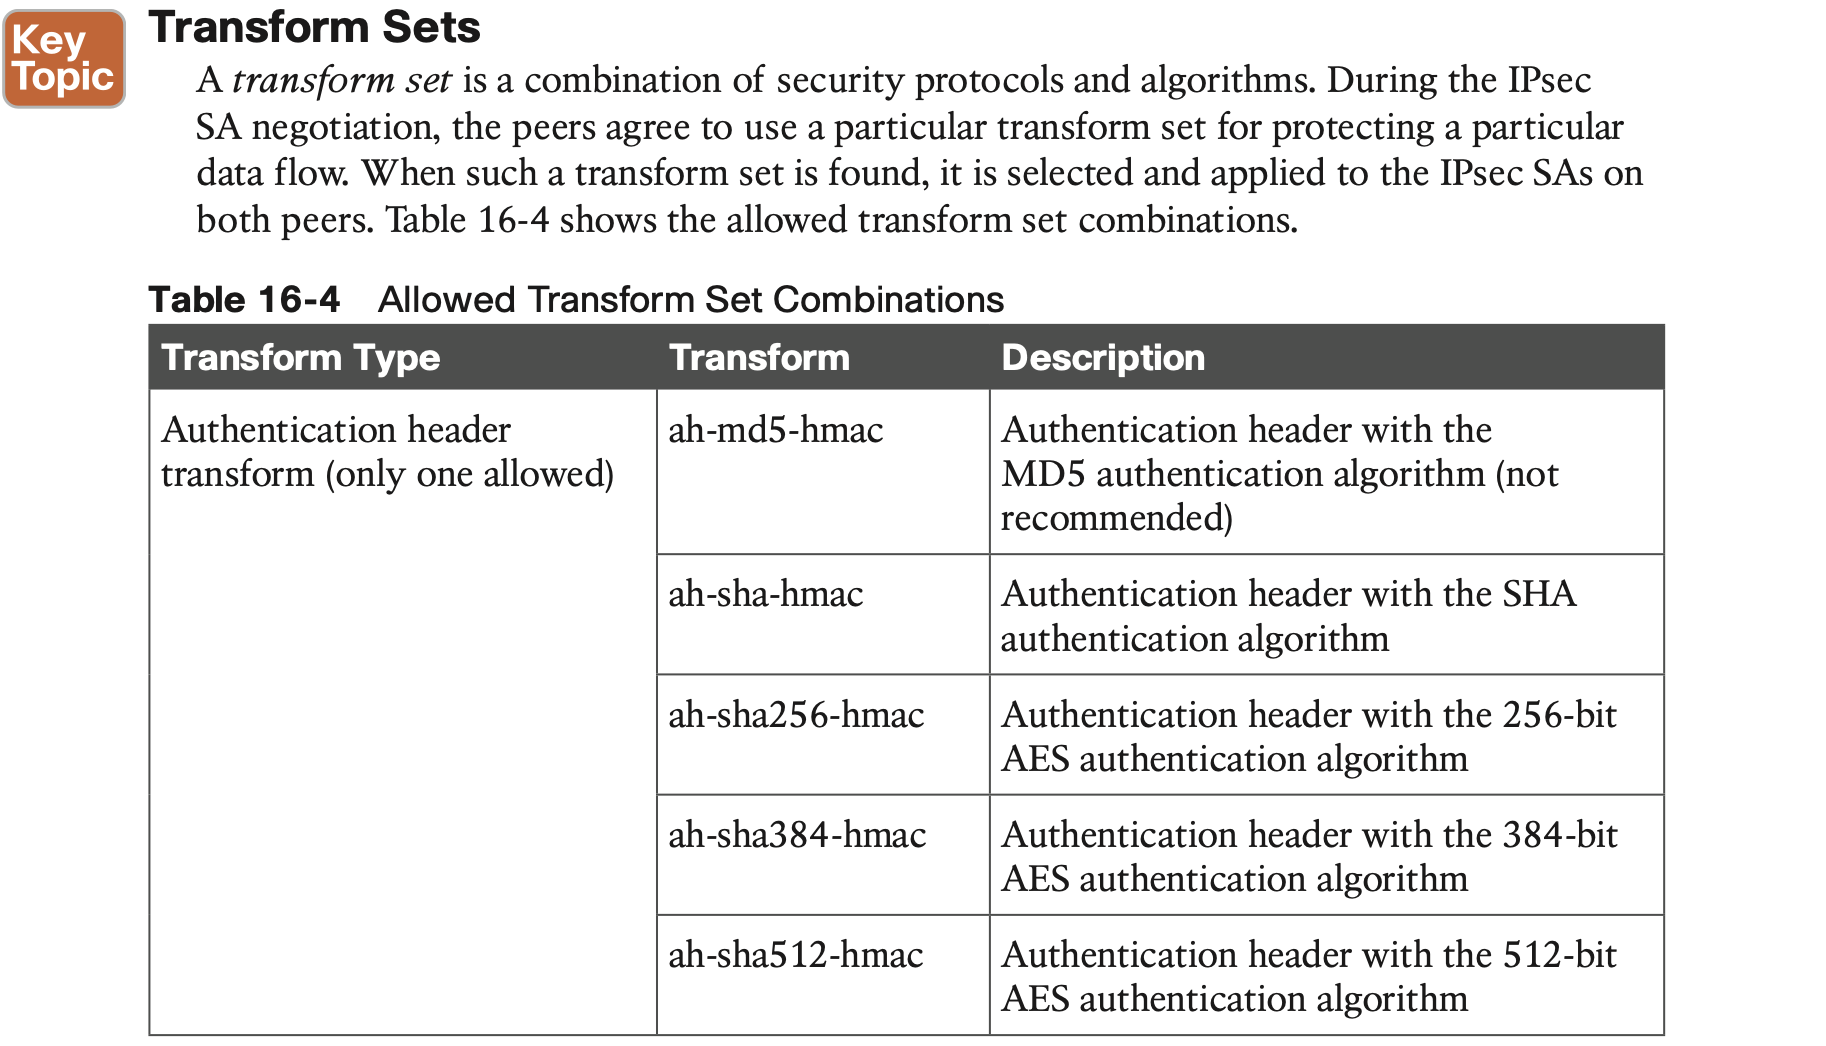 Key
Topic
Transform Sets
A transform set is a combination of security protocols and algorithms. During the IPsec
SA negotiation, the peers agree to use a particular transform set for protecting a particular
data flow. When such a transform set is found, it is selected and applied to the IPsec SAs on
both peers. Table 16-4 shows the allowed transform set combinations.
Table 16-4 Allowed Transform Set Combinations
Transform Type Transform Description
Authentication header
transform (only one allowed)
ah-md5-hmac
Authentication header with the
MD5 authentication algorithm (not
recommended)
ah-sha-hmac
Authentication header with the SHA
authentication algorithm
ah-sha256-hmac
Authentication header with the 256-bit
AES authentication algorithm
ah-sha384-hmac
Authentication header with the 384-bit
AES authentication algorithm
ah-sha512-hmac
Authentication header with the 512-bit
AES authentication algorithm